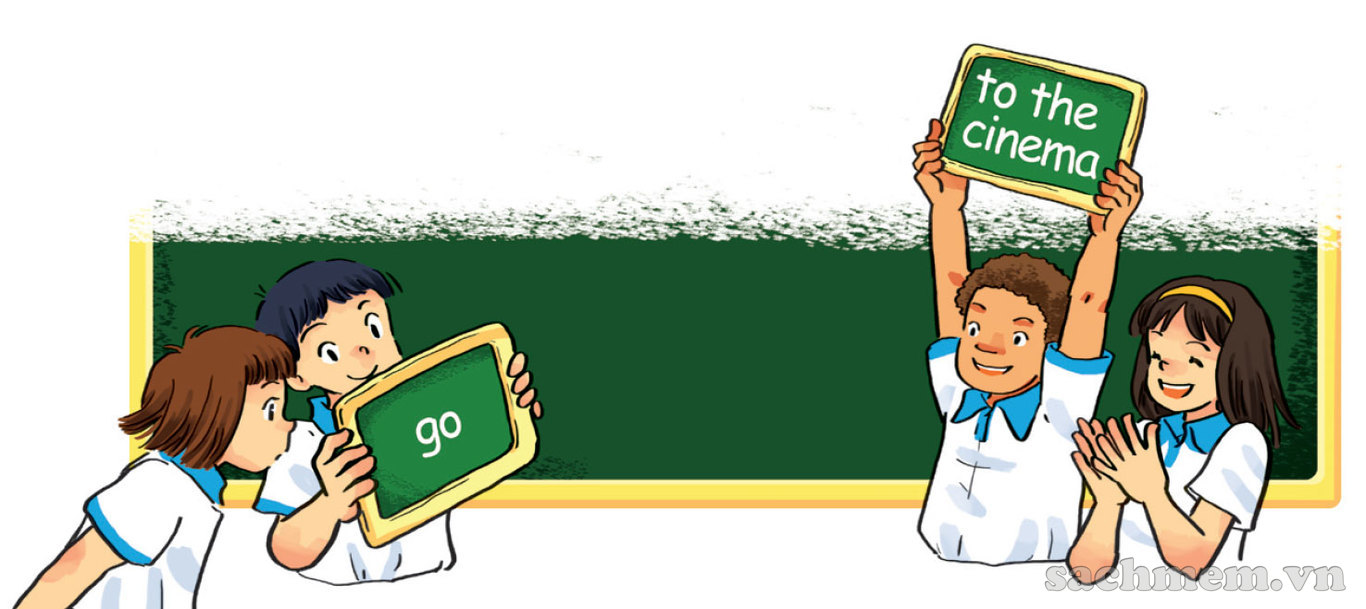 to the
cinema
go
sachmem.vn